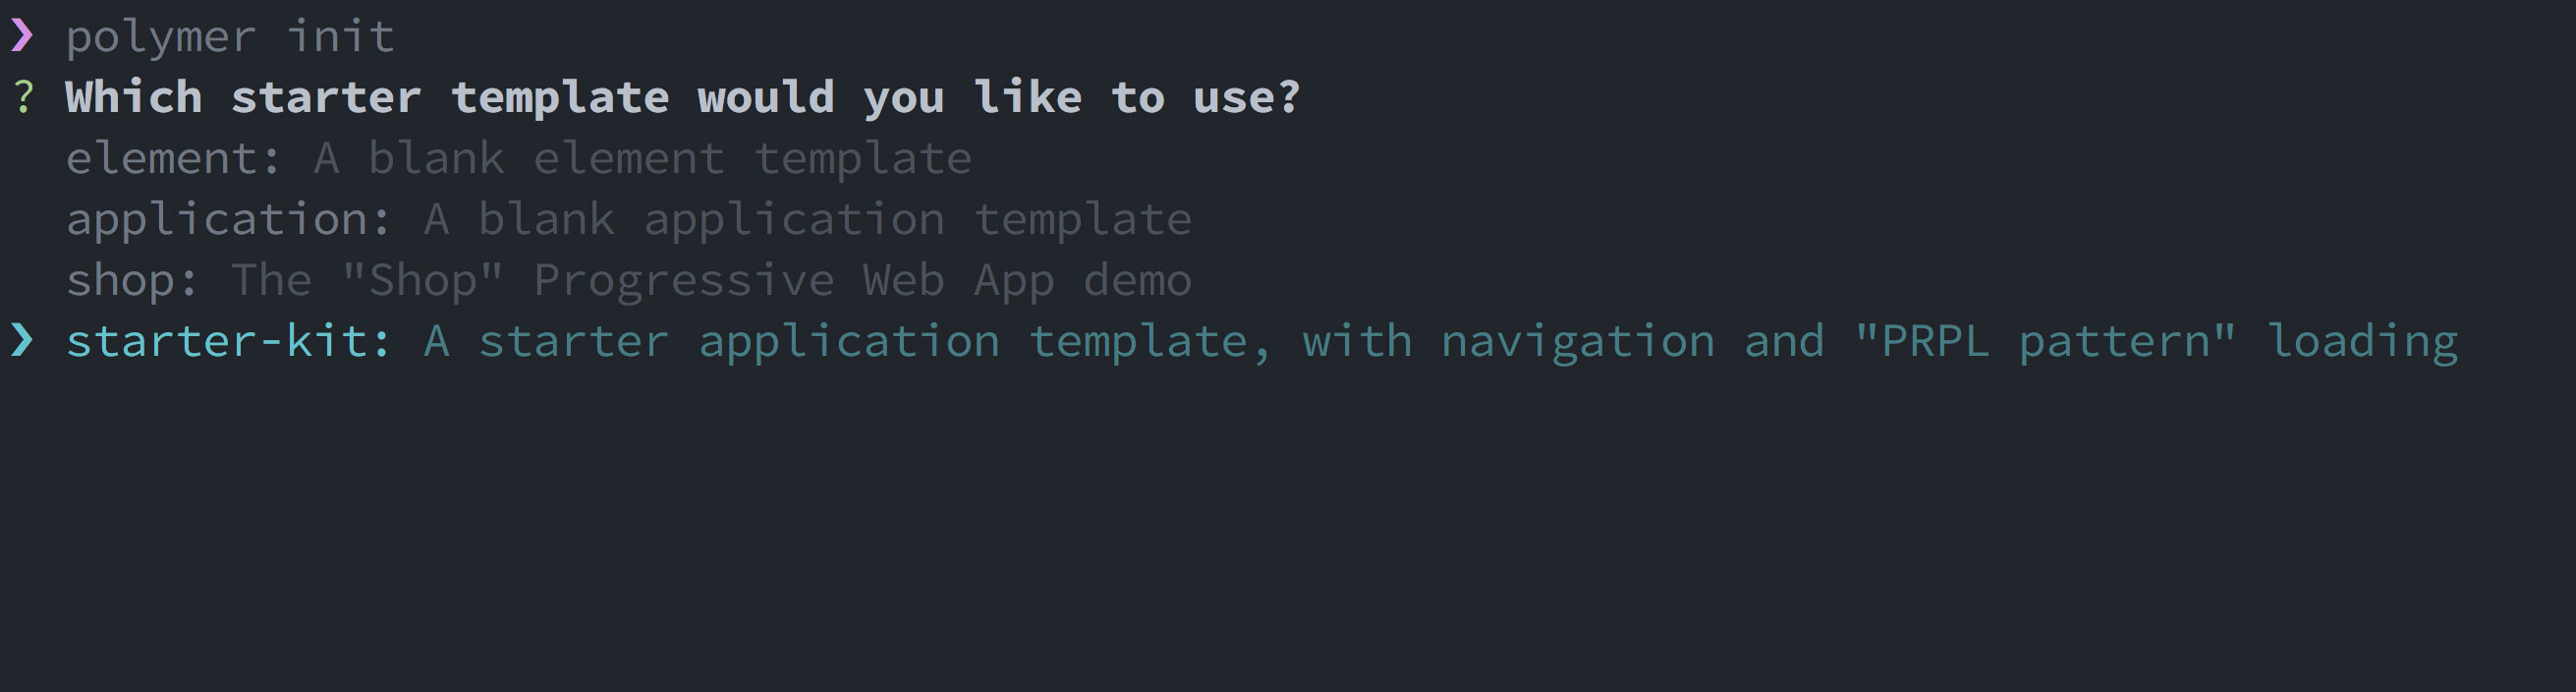 ❯ polymer init
? Which starter template would you like to use?
element: A blank element template
application: A blank application template
shop: The "Shop" Progressive Web App demo
❯ starter-kit: A starter application template, with navigation and "PRPL pattern" loading